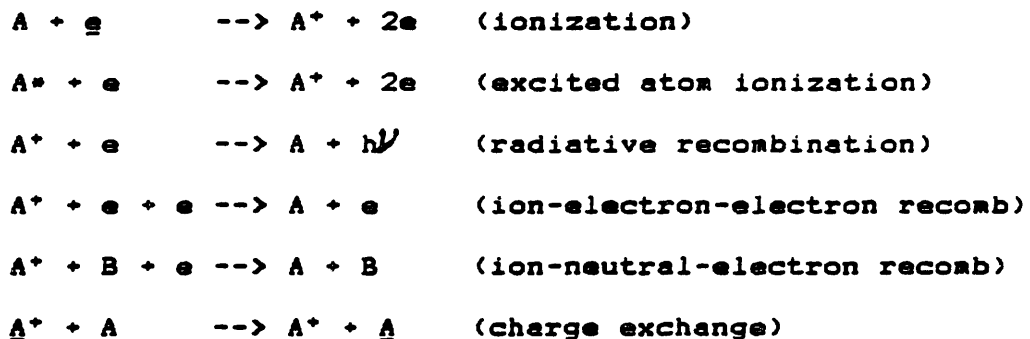 A + e --> A+ + 2e (ionization)
A* + e --> A+ + 2e (excited atom ionization)
A+ + e --> A + hν (radiative recombination)
A+ + e + e --> A + e (ion-electron-electron recomb)
A+ + B + e --> A + B (ion-neutral-electron recomb)
A+ + A --> A+ + A (charge exchange)